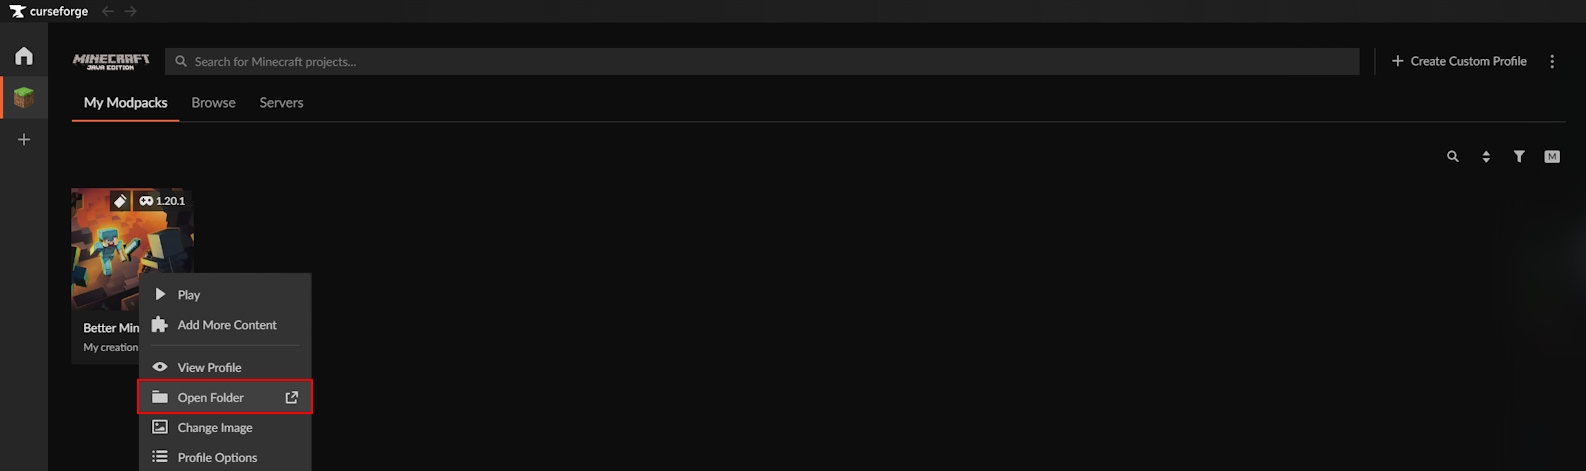 curseforge
MINECRAFT
JAVA EDITION
Search for Minecraft projects...
Create Custom Profile
My Modpacks
Browse
Servers
M
1.20.1
Play
Add More Content
Better Min
My creation
View Profile
Open Folder
Change Image
Profile Options